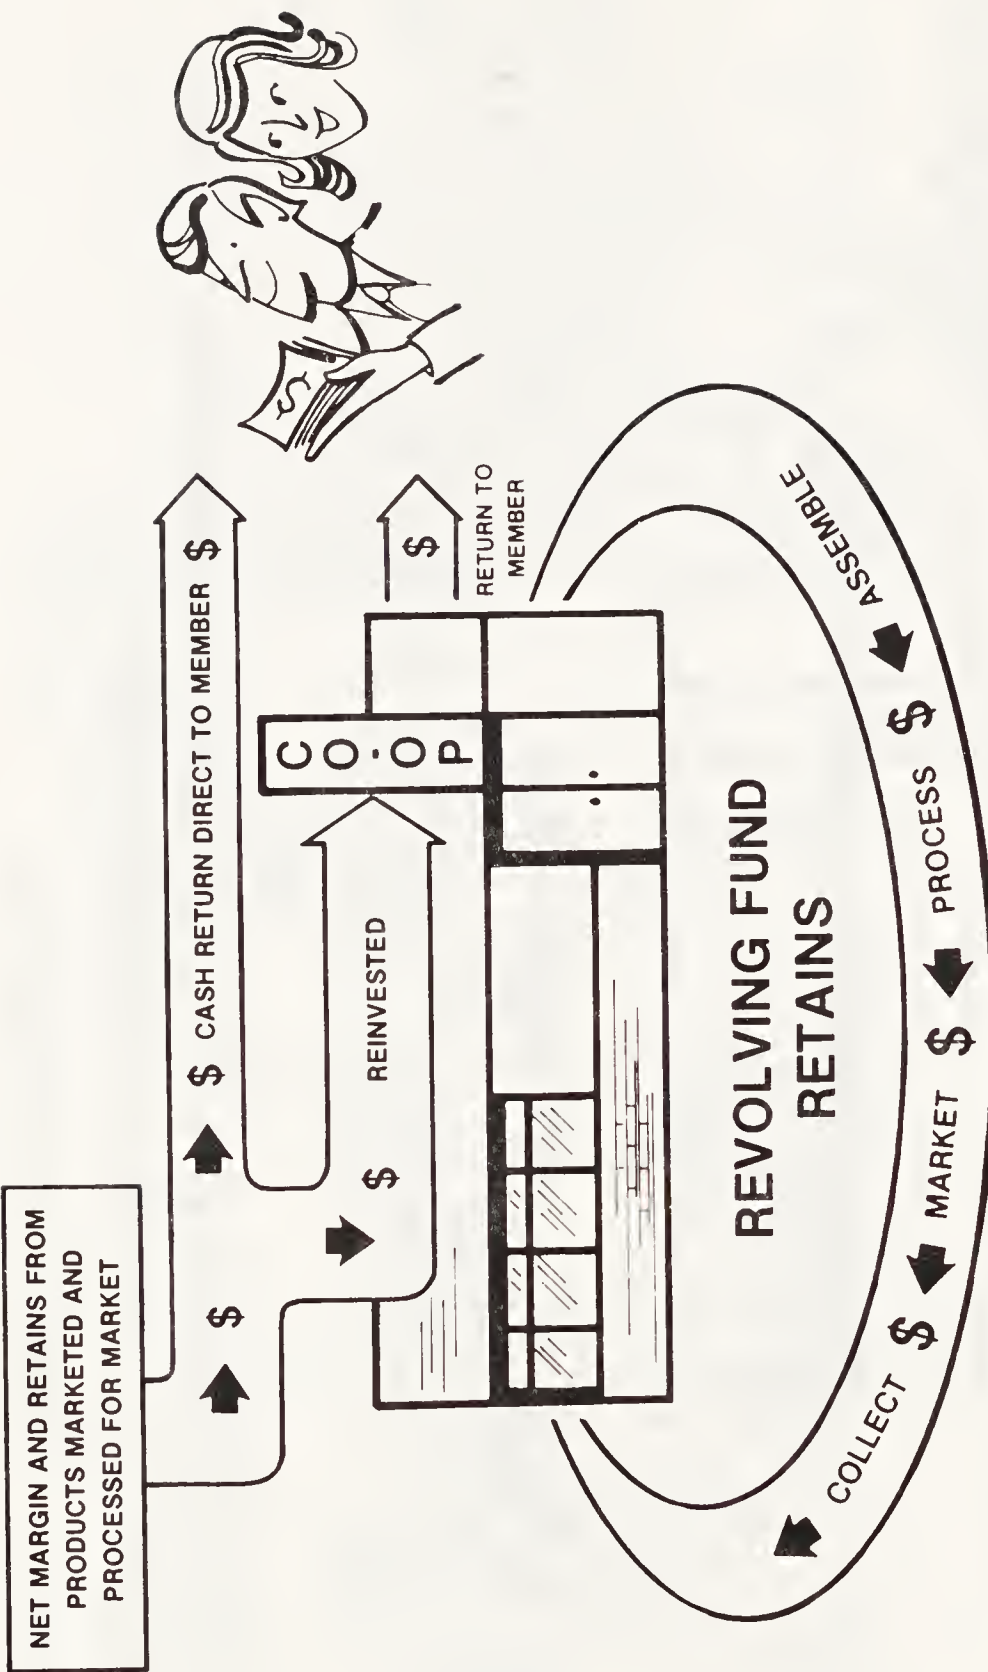 NET MARGIN AND RETAINS FROM
PRODUCTS MARKETED AND
PROCESSED FOR MARKET
$
$ CASH RETURN DIRECT TO MEMBER $
$
REINVESTED
CO-OP
$
RETURN TO
MEMBER
$
REVOLVING FUND
RETAINS
ASSEMBLE
$
PROCESS
$
MARKET
$
COLLECT